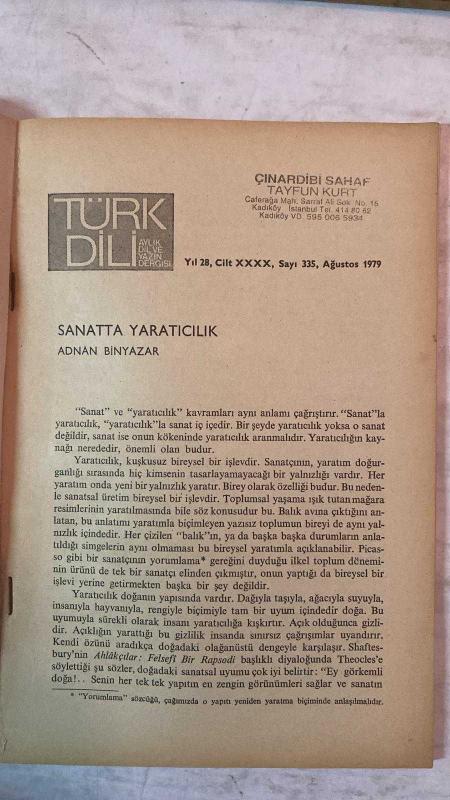 ÇINARDİBİ SAHAF
TAYFUN KURT
Caferağa Mah. Sarraf Ali Sok. No. 15
Kadıköy İstanbul Tel. 414 80 62
Kadıköy VD. 595 006 5934
TÜRK
DİLİ
AYLIK
DİL VE
YAZIN
DERGİSİ
Yıl 28, Cilt XXXX, Sayı 335, Ağustos 1979
SANATTA YARATICILIK
ADNAN BİNYAZAR
"Sanat" ve "yaratıcılık" kavramları aynı anlamı çağrıştırır. "Sanat"la
yaratıcılık, "yaratıcılık"la sanat iç içedir. Bir şeyde yaratıcılık yoksa o sanat
değildir, sanat ise onun kökeninde yaratıcılık aranmalıdır. Yaratıcılığın kay-
nağı nerededir, önemli olan budur.
Yaratıcılık, kuşkusuz bireysel bir işlevdir. Sanatçının, yaratım doğur-
ganlığı sırasında hiç kimsenin tasarlayamayacağı bir yalnızlığı vardır. Her
yaratım onda yeni bir yalnızlık yaratır. Birey olarak özelliği budur. Bu neden-
le sanatsal üretim bireysel bir işlevdir. Toplumsal yaşama ışık tutan mağara
resimlerinin yaratılmasında bile söz konusudur bu. Balık avına çıktığını an-
latan, bu anlatımı yaratımla biçimleyen yazısız toplumun bireyi de aynı yal-
nızlık içindedir. Her çizilen "balık"ın, ya da başka başka durumların anla-
tıldığı simgelerin aynı olmaması bu bireysel yaratımla açıklanabilir. Picas-
so gibi bir sanatçının yorumlama* gereğini duyduğu ilkel toplum dönemi-
nin ürünü de tek bir sanatçı elinden çıkmıştır, onun yaptığı da bireysel bir
işlevi yerine getirmekten başka bir şey değildir.
Yaratıcılık doğanın yapısında vardır. Dağıyla taşıyla, ağacıyla suyuyla,
insanıyla hayvanıyla, rengiyle biçimiyle tam bir uyum içindedir doğa. Bu
uyumuyla sürekli olarak insanı yaratıcılığa kışkırtır. Açık olduğunca gizli-
dir. Açıklığın yarattığı bu gizlilik insanda sınırsız çağrışımlar uyandırır.
Kendi özünü aradıkça doğadaki olağanüstü dengeyle karşılaşır. Shaftes-
bury'nin Ahlâkçılar: Felsefî Bir Rapsodi başlıklı diyaloğunda Theocles'e
söylettiği şu sözler, doğadaki sanatsal uyumu çok iyi belirtir: "Ey görkemli
doğa!.. Senin her tek tek yapıtın en zengin görünümleri sağlar ve sanatın
* "Yorumlama" sözcüğü, çağımızda o yapıtı yeniden yaratma biçiminde anlaşılmalıdır.